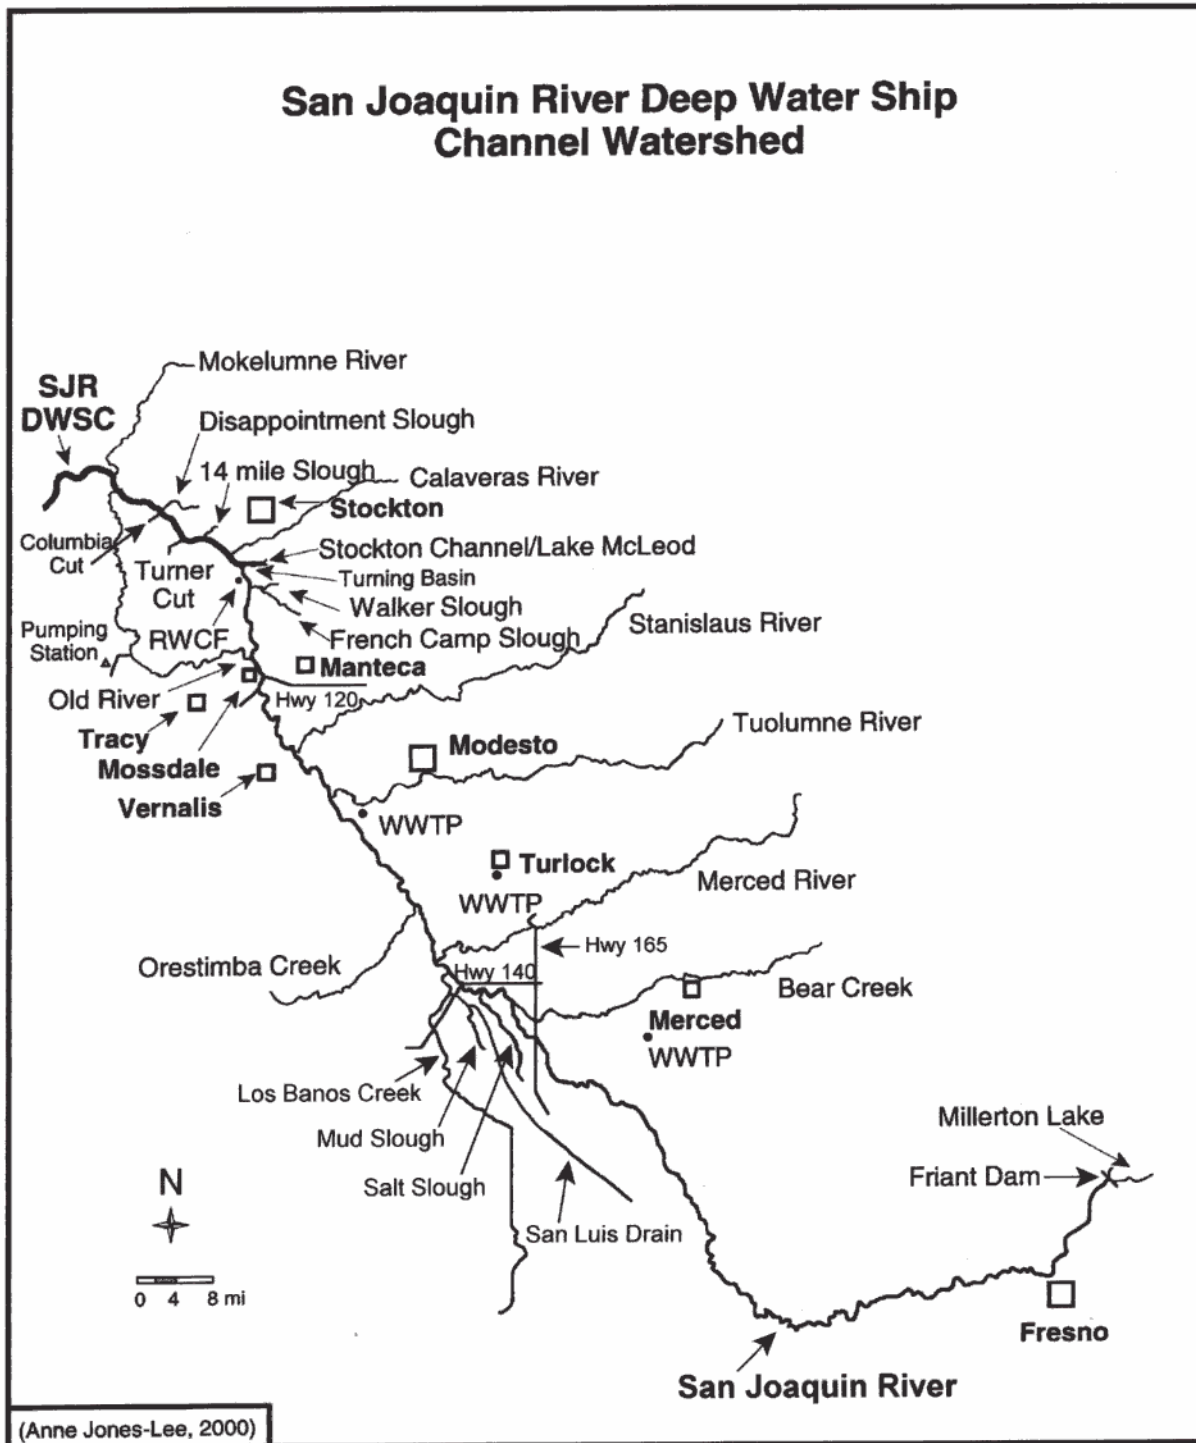 San Joaquin River Deep Water Ship
Channel Watershed
Mokelumne River
SJR
DWSC
Disappointment Slough
14 mile Slough
Calaveras River
Stockton
Columbia
Cut
Turner
Cut
Stockton Channel/Lake McLeod
Turning Basin
Walker Slough
Pumping
Station
RWCF
French Camp Slough
Stanislaus River
Manteca
Old River
Hwy 120
Tracy
Mossdale
Vernalis
Modesto
Tuolumne River
WWTP
Turlock
WWTP
Merced River
Hwy 165
Orestimba Creek
Hwy 140
Bear Creek
Merced
WWTP
Los Banos Creek
Mud Slough
Salt Slough
San Luis Drain
Millerton Lake
Friant Dam
N
0 4 8 mi
Fresno
San Joaquin River
(Anne Jones-Lee, 2000)